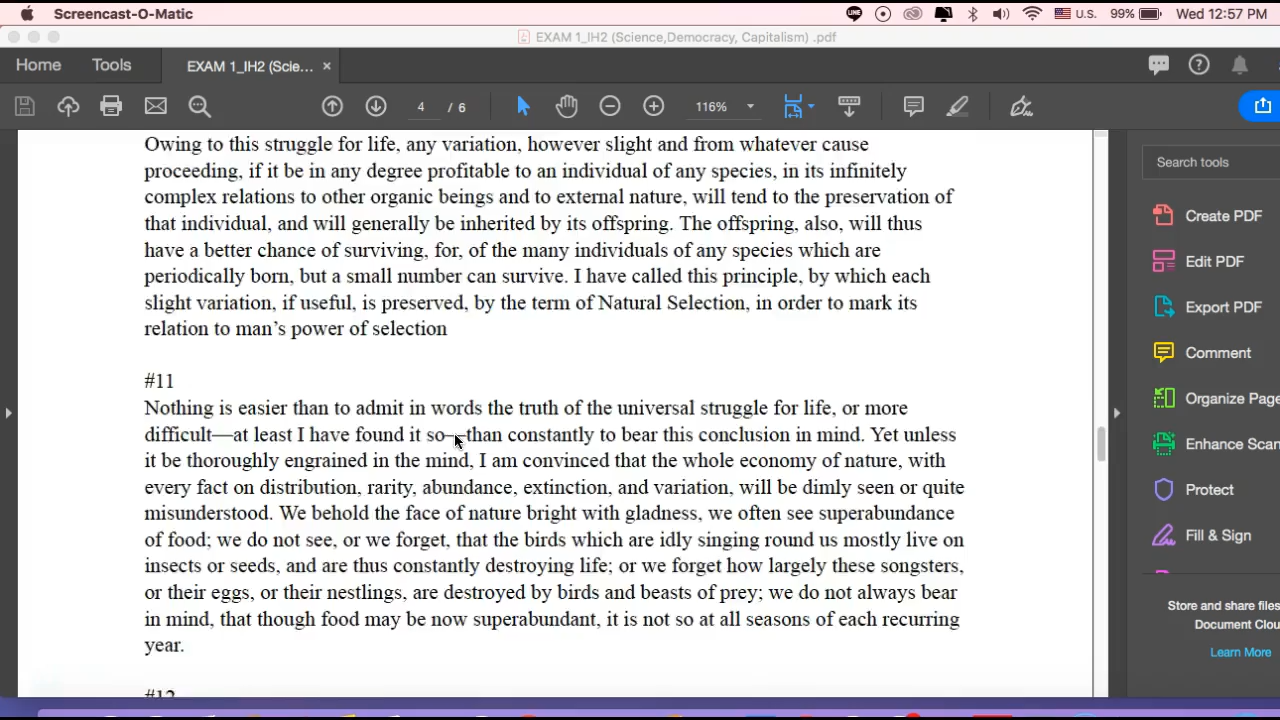 Screencast-O-Matic
U.S. 99% Wed 12:57 PM
EXAM 1_IH2 (Science,Democracy, Capitalism) .pdf
Home Tools EXAM 1_IH2 (Scie... ×
4 / 6 116%
Search tools
Create PDF
Edit PDF
Export PDF
Comment
Organize Page
Enhance Scan
Protect
Fill & Sign
Store and share files
Document Clou
Learn More
Owing to this struggle for life, any variation, however slight and from whatever cause
proceeding, if it be in any degree profitable to an individual of any species, in its infinitely
complex relations to other organic beings and to external nature, will tend to the preservation of
that individual, and will generally be inherited by its offspring. The offspring, also, will thus
have a better chance of surviving, for, of the many individuals of any species which are
periodically born, but a small number can survive. I have called this principle, by which each
slight variation, if useful, is preserved, by the term of Natural Selection, in order to mark its
relation to man’s power of selection
#11
Nothing is easier than to admit in words the truth of the universal struggle for life, or more
difficult—at least I have found it so—than constantly to bear this conclusion in mind. Yet unless
it be thoroughly engrained in the mind, I am convinced that the whole economy of nature, with
every fact on distribution, rarity, abundance, extinction, and variation, will be dimly seen or quite
misunderstood. We behold the face of nature bright with gladness, we often see superabundance
of food; we do not see, or we forget, that the birds which are idly singing round us mostly live on
insects or seeds, and are thus constantly destroying life; or we forget how largely these songsters,
or their eggs, or their nestlings, are destroyed by birds and beasts of prey; we do not always bear
in mind, that though food may be now superabundant, it is not so at all seasons of each recurring
year.
#12